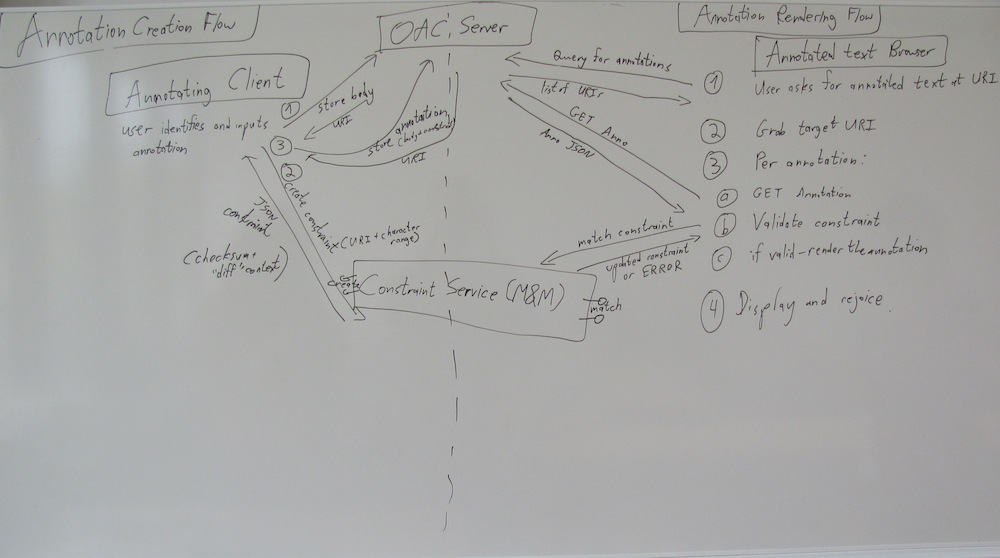 Annotation Creation Flow
OAC Server
Annotation Rendering Flow
Annotating Client
user identifies and inputs
annotation
1
store body
URI
3
store annotation
URI
2
create constraint
(URI + character
range)
JSON
constraint
(checksum +
"diff" context)
create
Constraint Service (M&M)
match
Query for annotations
list of URIs
GET Anno
Anno JSON
match constraint
updated constraint
or ERROR
Annotated text Browser
1 User asks for annotated text at URI
2 Grab target URI
3 Per annotation:
a GET Annotation
b Validate constraint
c if valid - render the annotation
4 Display and rejoice.